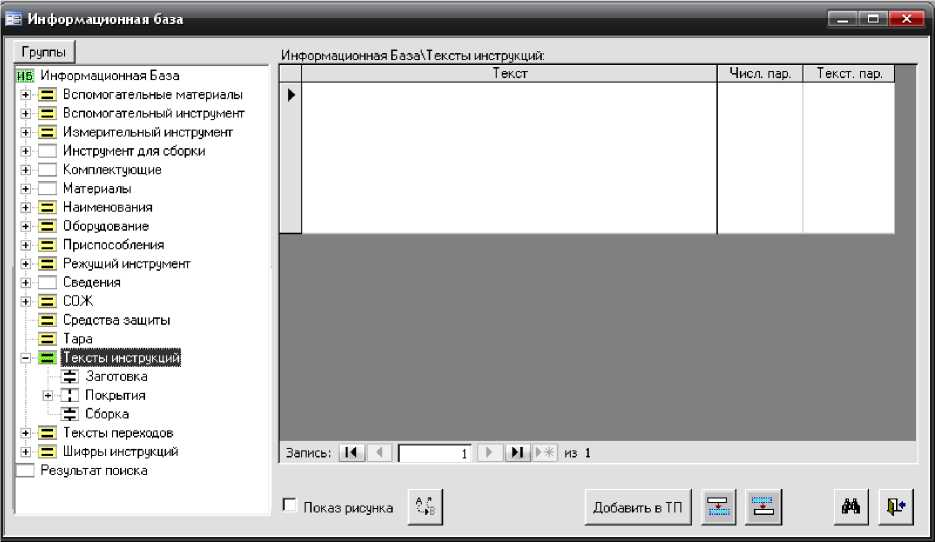 Информационная база
Группы
ИБ Информационная База
Вспомогательные материалы
Вспомогательный инструмент
Измерительный инструмент
Инструмент для сборки
Комплектующие
Материалы
Наименования
Оборудование
Приспособления
Режущий инструмент
Сведения
СОЖ
Средства защиты
Тара
Тексты инструкций
Заготовка
Покрытия
Сборка
Тексты переходов
Шифры инструкций
Результат поиска
Информационная База\Тексты инструкций:
Текст Числ. пар. Текст. пар.
Запись: 1 из 1
Показ рисунка
Добавить в ТП